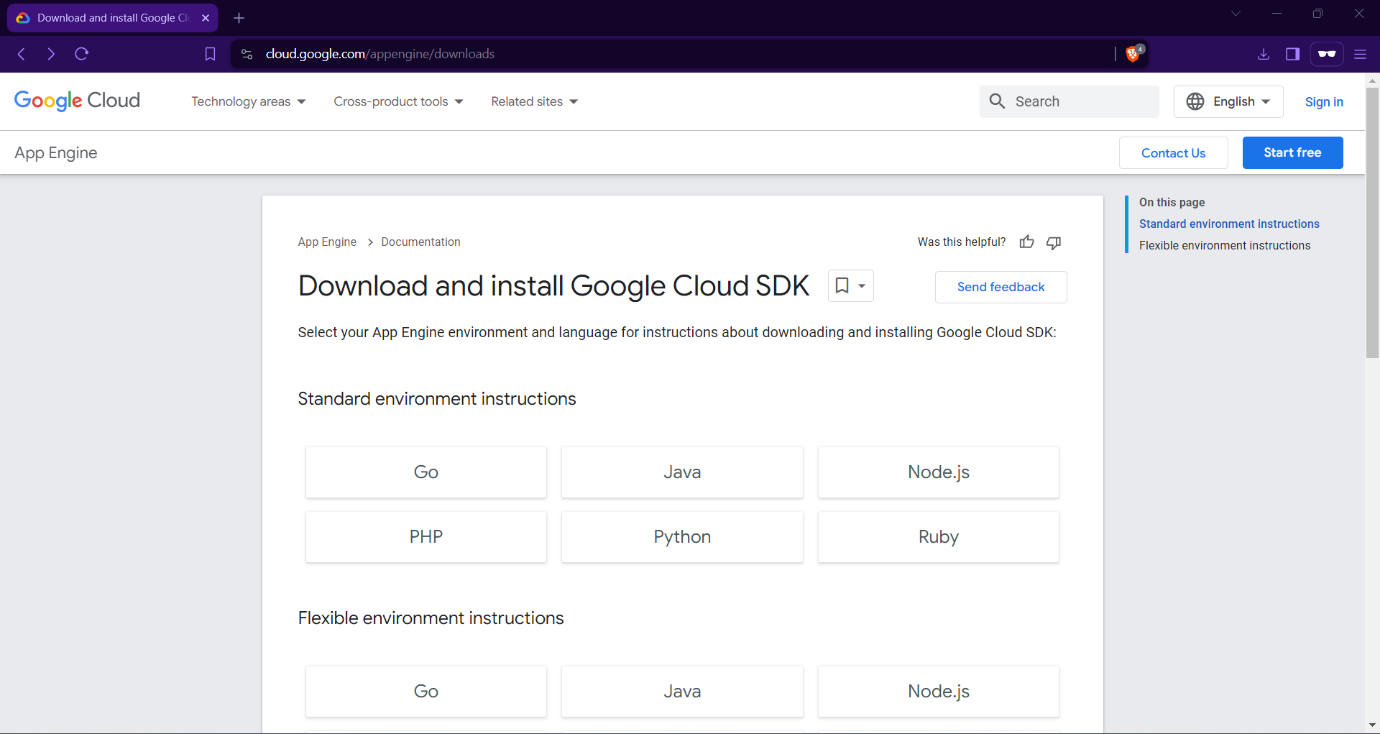 Download and install Google Cl
cloud.google.com/appengine/downloads
4
Google Cloud
Technology areas
Cross-product tools
Related sites
Search
English
Sign in
App Engine
Contact Us
Start free
App Engine
Documentation
Was this helpful?
Download and install Google Cloud SDK
Send feedback
Select your App Engine environment and language for instructions about downloading and installing Google Cloud SDK:
Standard environment instructions
Go
Java
Node.js
PHP
Python
Ruby
Flexible environment instructions
Go
Java
Node.js
On this page
Standard environment instructions
Flexible environment instructions